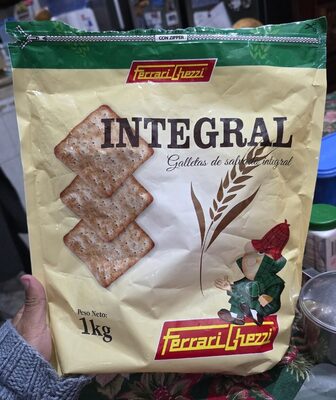 CON ZIPPER
Ferrari Ghezzi
INTEGRAL
Galletas de salvado integral
Peso Neto:
1kg
Ferrari Ghezzi